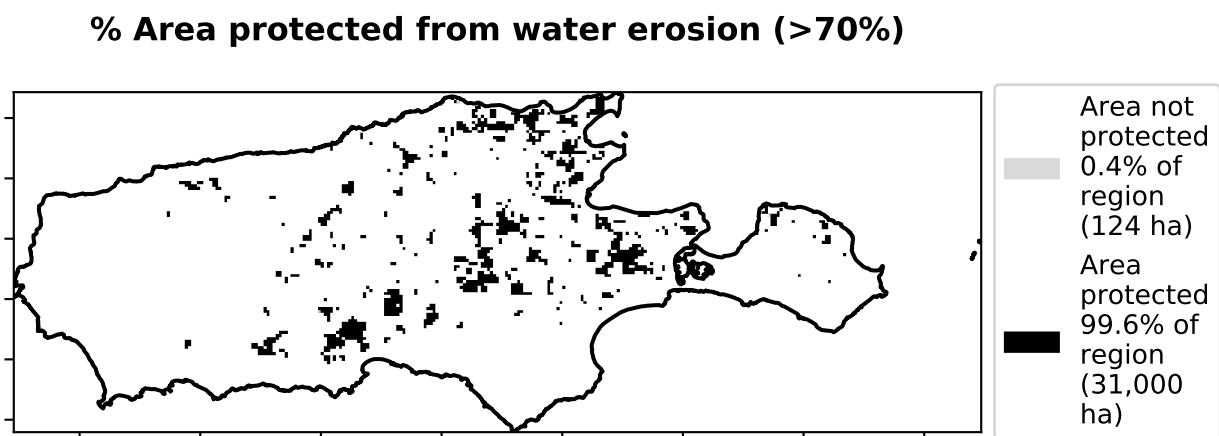 % Area protected from water erosion (>70%)
Area not
protected
0.4% of
region
(124 ha)
Area
protected
99.6% of
region
(31,000
ha)